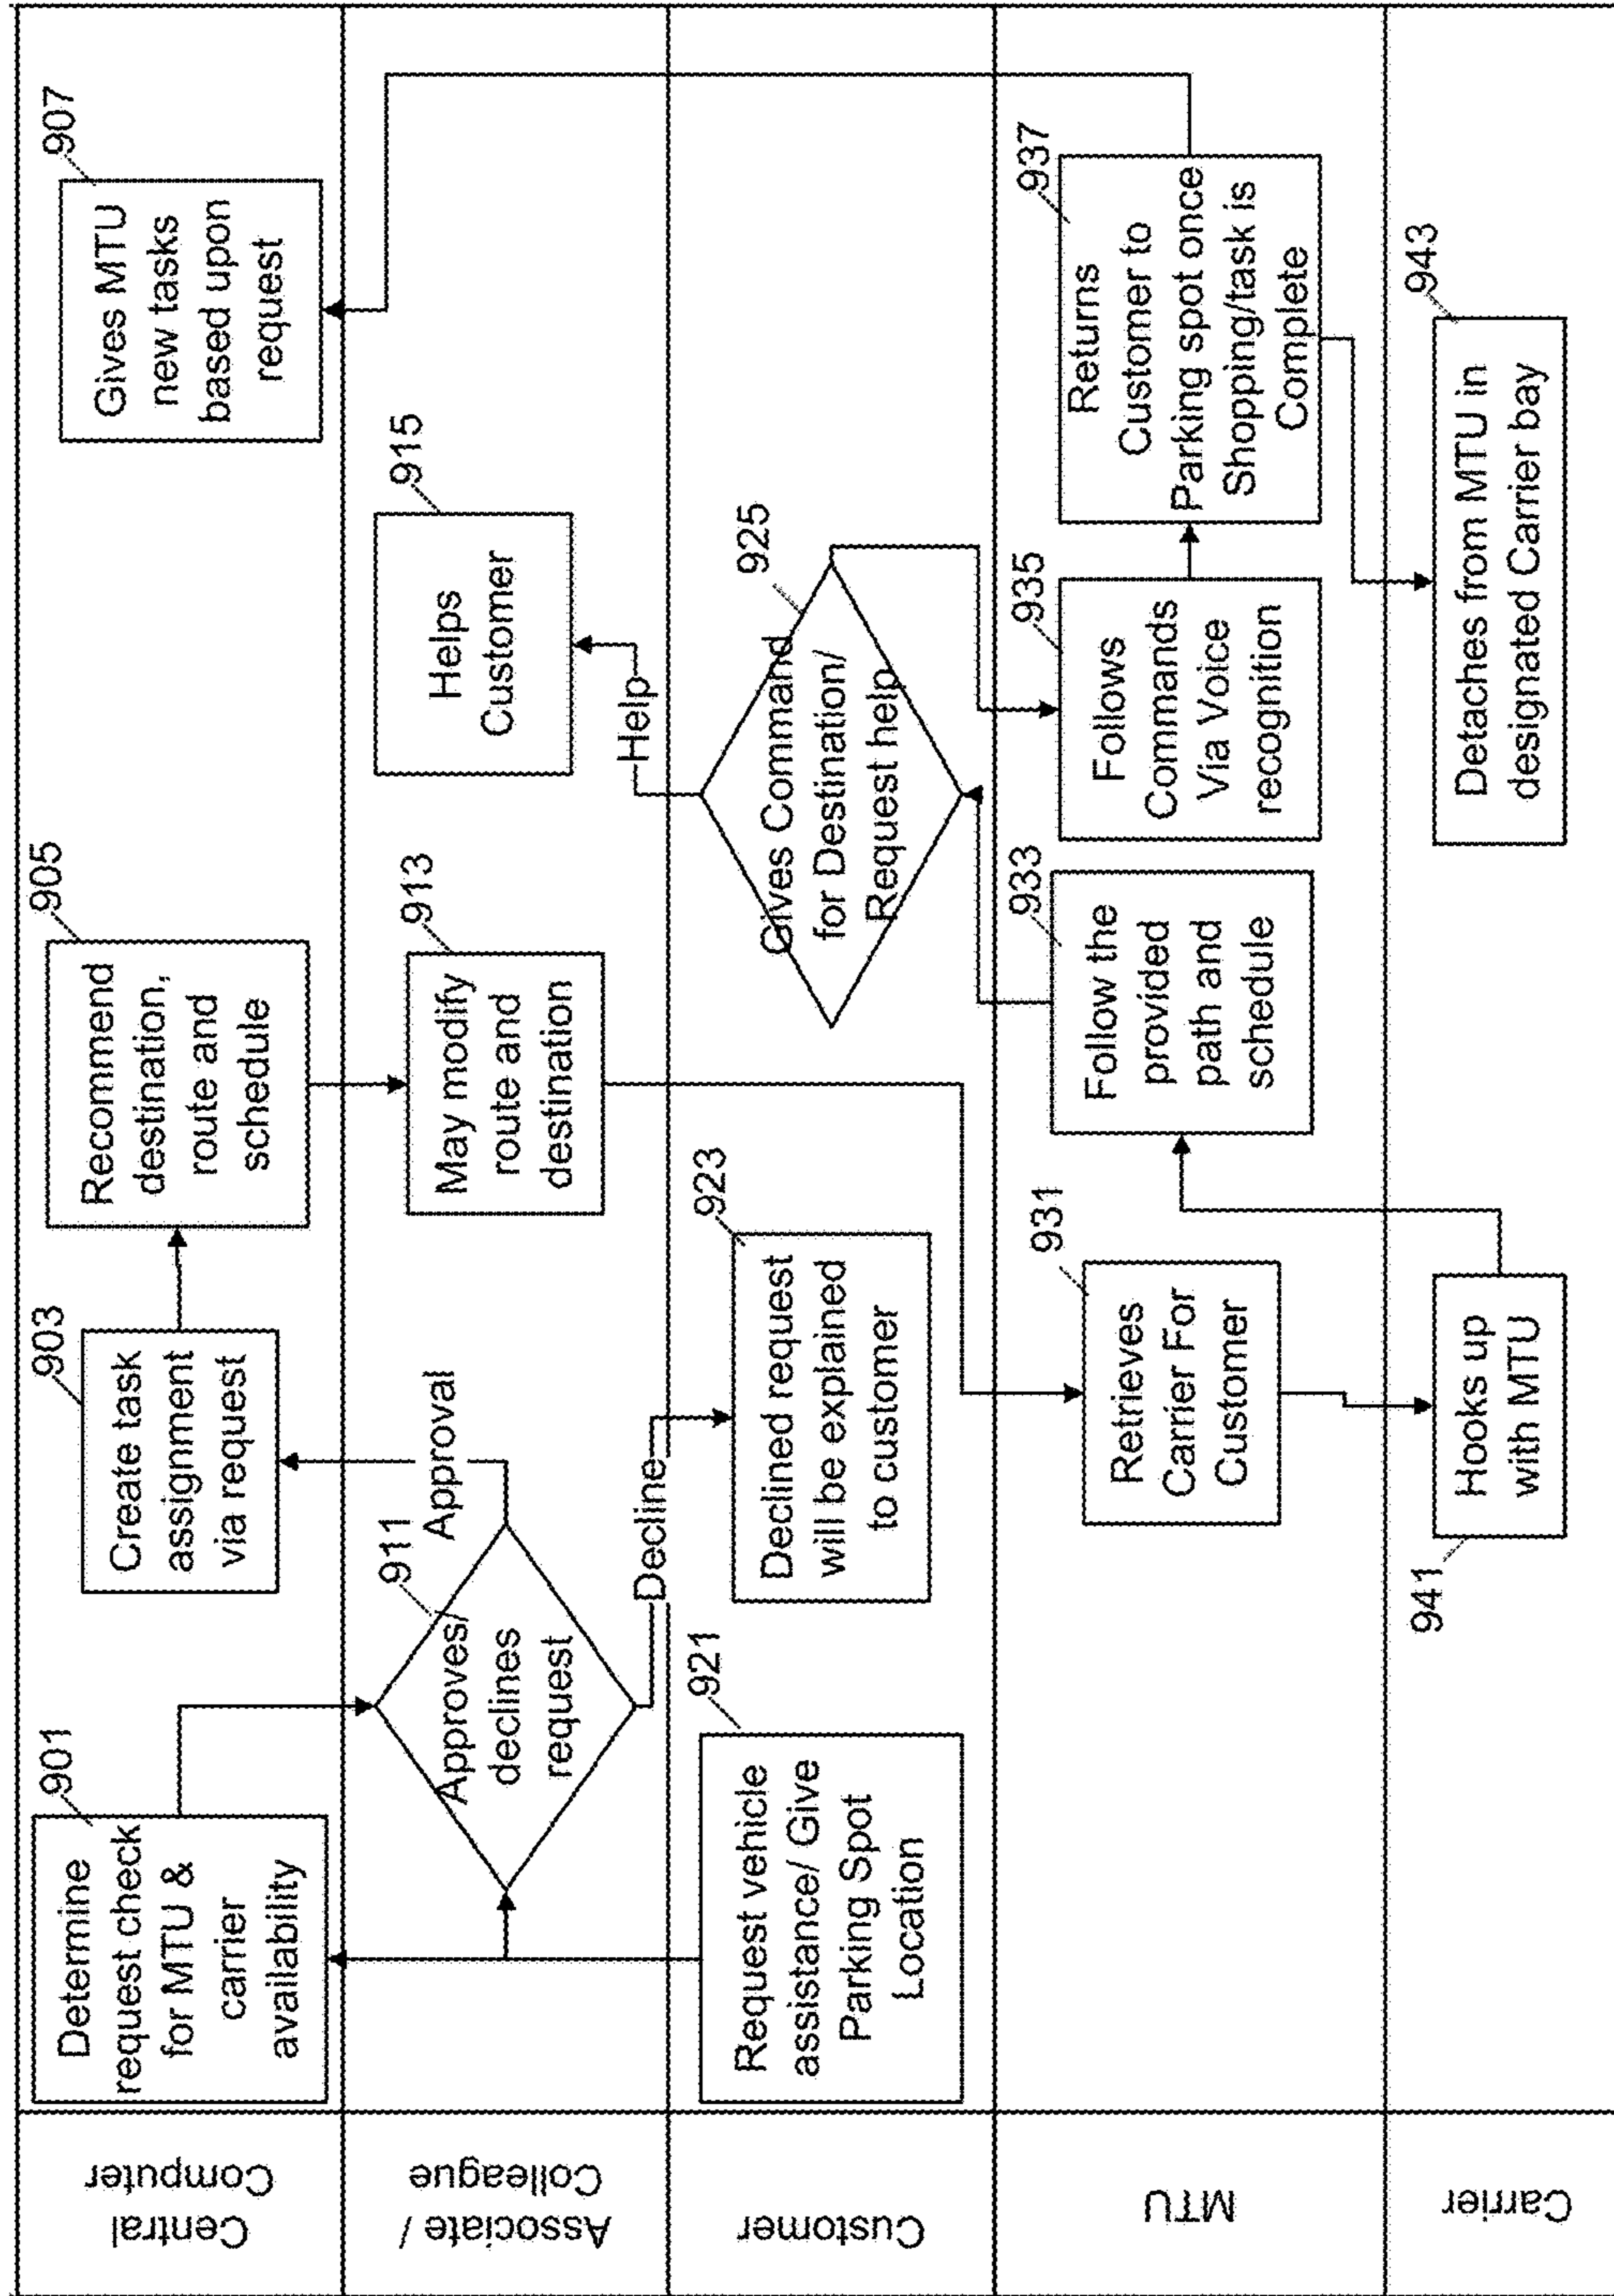 Central
Computer
901
Determine
request check
for MTU &
carrier
availability
903
Create task
assignment
via request
905
Recommend
destination,
route and
schedule
907
Gives MTU
new tasks
based upon
request
Associate /
Colleague
911
Approves/
declines
request
Approval
Decline
913
May modify
route and
destination
915
Helps
Customer
Help
Customer
921
Request vehicle
assistance/ Give
Parking Spot
Location
923
Declined request
will be explained
to customer
925
Gives Command
for Destination/
Request help
MTU
931
Retrieves
Carrier For
Customer
933
Follow the
provided
path and
schedule
935
Follows
Commands
Via Voice
recognition
937
Returns
Customer to
Parking spot once
Shopping/task is
Complete
Carrier
941
Hooks up
with MTU
943
Detaches from MTU in
designated Carrier bay